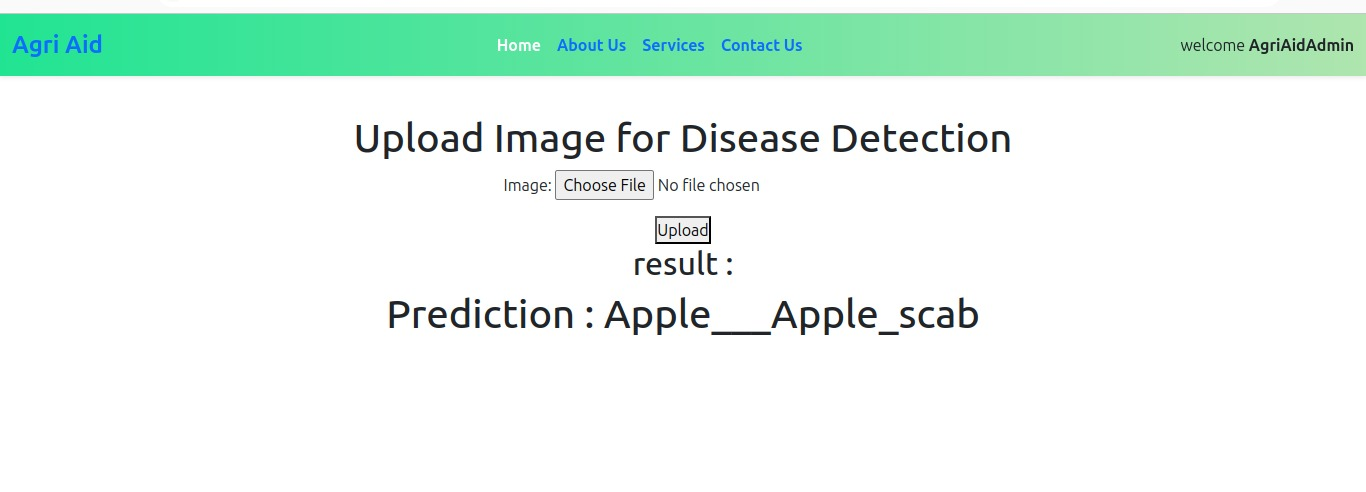 Agri Aid Home About Us Services Contact Us welcome AgriAidAdmin
Upload Image for Disease Detection
Image: Choose File No file chosen
Upload
result :
Prediction : Apple___Apple_scab